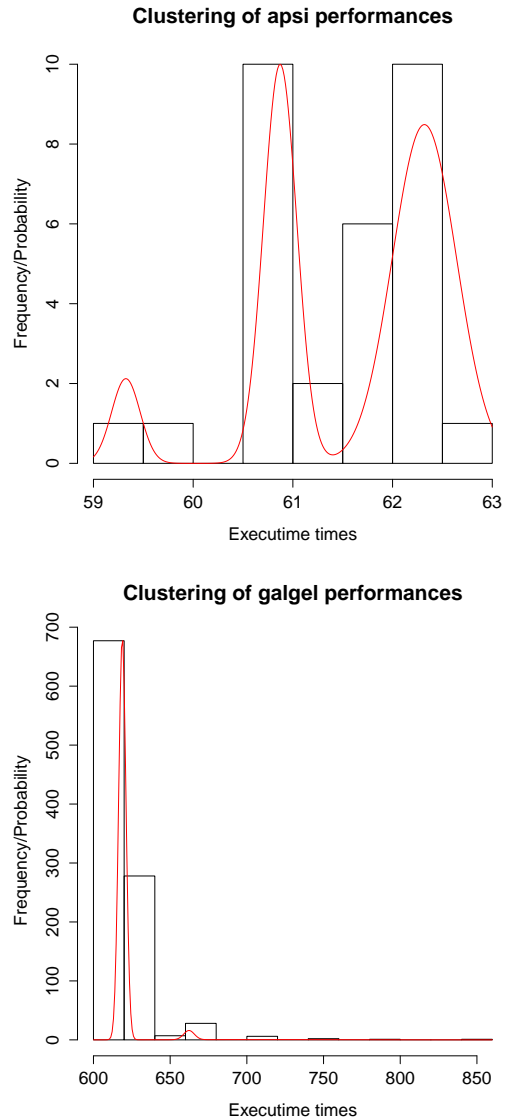 Clustering of apsi performances
10
8
6
4
2
0
Frequency/Probability
59 60 61 62 63
Executime times
Clustering of galgel performances
700
600
500
400
300
200
100
0
Frequency/Probability
600 650 700 750 800 850
Executime times